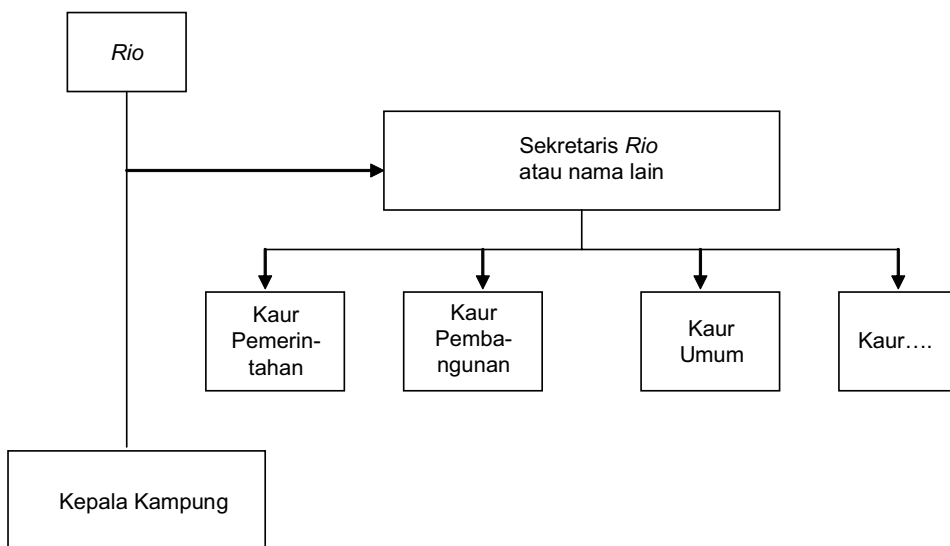 Rio
Sekretaris Rio
atau nama lain
Kaur
Pemerin-
tahan
Kaur
Pemba-
ngunan
Kaur
Umum
Kaur….
Kepala Kampung